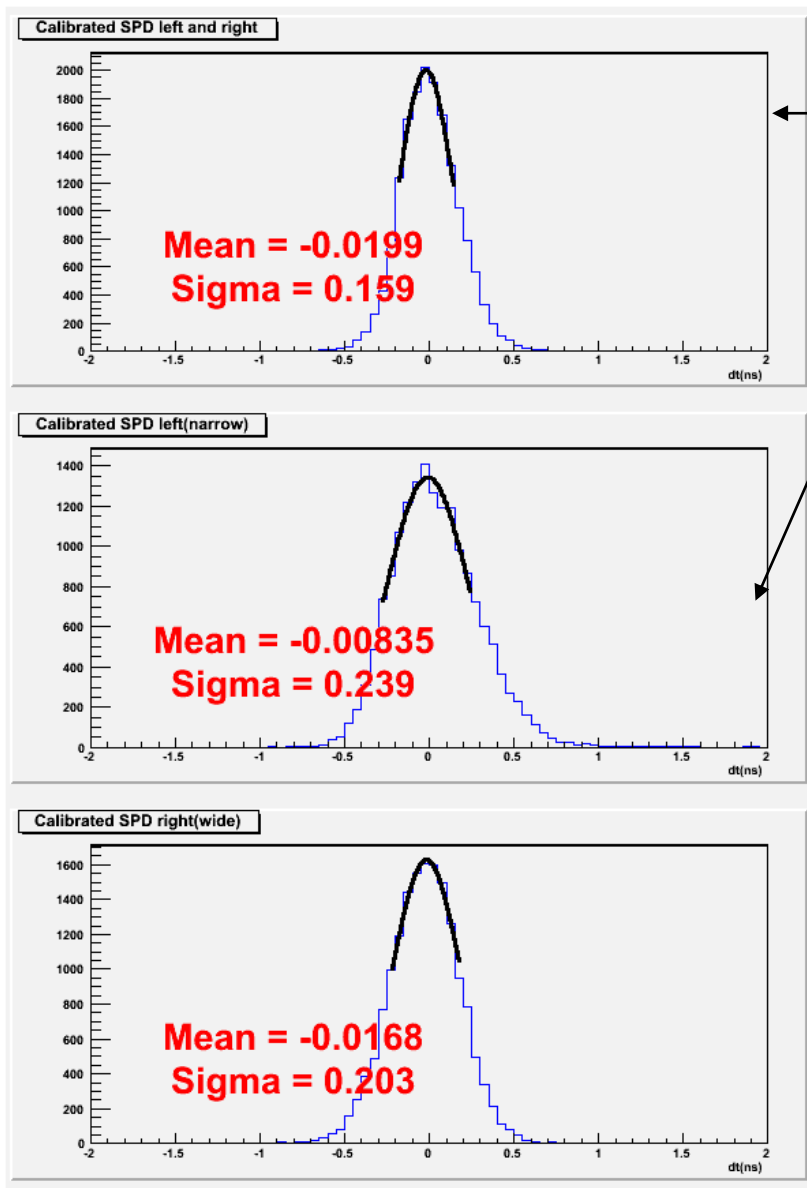 Calibrated SPD left and right
2000
1800
1600
1400
1200
1000
800
600
400
200
0
Mean = -0.0199
Sigma = 0.159
-2 -1.5 -1 -0.5 0 0.5 1 1.5 2
dt(ns)
Calibrated SPD left(narrow)
1400
1200
1000
800
600
400
200
0
Mean = -0.00835
Sigma = 0.239
-2 -1.5 -1 -0.5 0 0.5 1 1.5 2
dt(ns)
Calibrated SPD right(wide)
1600
1400
1200
1000
800
600
400
200
0
Mean = -0.0168
Sigma = 0.203
-2 -1.5 -1 -0.5 0 0.5 1 1.5 2
dt(ns)